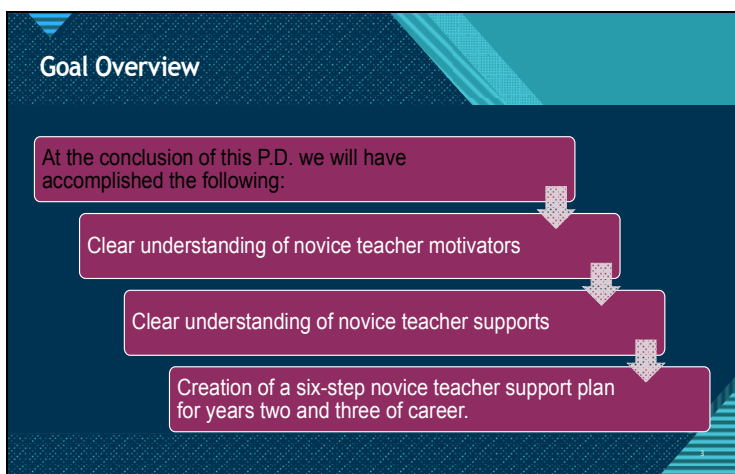 Goal Overview
At the conclusion of this P.D. we will have
accomplished the following:
Clear understanding of novice teacher motivators
Clear understanding of novice teacher supports
Creation of a six-step novice teacher support plan
for years two and three of career.
3